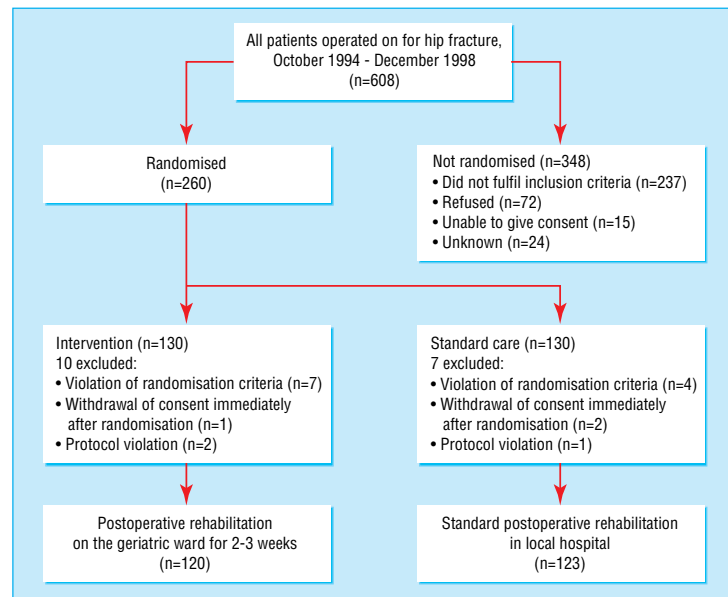 All patients operated on for hip fracture,
October 1994 - December 1998
(n=608)
Randomised
(n=260)
Not randomised (n=348)
• Did not fulfil inclusion criteria (n=237)
• Refused (n=72)
• Unable to give consent (n=15)
• Unknown (n=24)
Intervention (n=130)
10 excluded:
• Violation of randomisation criteria (n=7)
• Withdrawal of consent immediately
after randomisation (n=1)
• Protocol violation (n=2)
Standard care (n=130)
7 excluded:
• Violation of randomisation criteria (n=4)
• Withdrawal of consent immediately
after randomisation (n=2)
• Protocol violation (n=1)
Postoperative rehabilitation
on the geriatric ward for 2-3 weeks
(n=120)
Standard postoperative rehabilitation
in local hospital
(n=123)